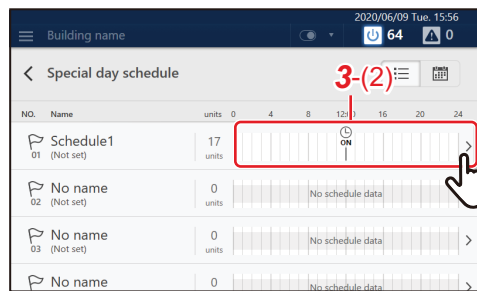 2020/06/09 Tue. 15:56
Building name 64 0
Special day schedule
3-(2)
NO. Name units 0 4 8 12:00 16 20 24
Schedule1 17 ON
01 (Not set) units
No name 0 No schedule data
02 (Not set) units
No name 0 No schedule data
03 (Not set) units
No name 0 No schedule data